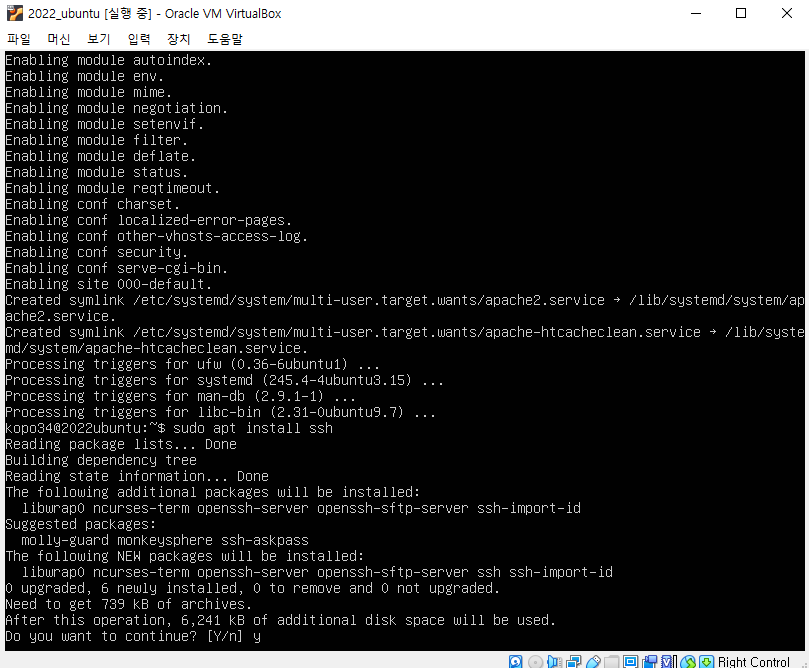 2022_ubuntu [실행 중] - Oracle VM VirtualBox
파일 머신 보기 입력 장치 도움말
Enabling module autoindex.
Enabling module env.
Enabling module mime.
Enabling module negotiation.
Enabling module setenvif.
Enabling module filter.
Enabling module deflate.
Enabling module status.
Enabling module reqtimeout.
Enabling conf charset.
Enabling conf localized-error-pages.
Enabling conf other-vhosts-access-log.
Enabling conf security.
Enabling conf serve-cgi-bin.
Enabling site 000-default.
Created symlink /etc/systemd/system/multi-user.target.wants/apache2.service → /lib/systemd/system/ap
ache2.service.
Created symlink /etc/systemd/system/multi-user.target.wants/apache-htcacheclean.service → /lib/syste
md/system/apache-htcacheclean.service.
Processing triggers for ufw (0.36-6ubuntu1) ...
Processing triggers for systemd (245.4-4ubuntu3.15) ...
Processing triggers for man-db (2.9.1-1) ...
Processing triggers for libc-bin (2.31-0ubuntu9.7) ...
kopo34@2022ubuntu:~$ sudo apt install ssh
Reading package lists... Done
Building dependency tree
Reading state information... Done
The following additional packages will be installed:
  libwrap0 ncurses-term openssh-server openssh-sftp-server ssh-import-id
Suggested packages:
  molly-guard monkeysphere ssh-askpass
The following NEW packages will be installed:
  libwrap0 ncurses-term openssh-server openssh-sftp-server ssh ssh-import-id
0 upgraded, 6 newly installed, 0 to remove and 0 not upgraded.
Need to get 739 kB of archives.
After this operation, 6,241 kB of additional disk space will be used.
Do you want to continue? [Y/n] y
Right Control